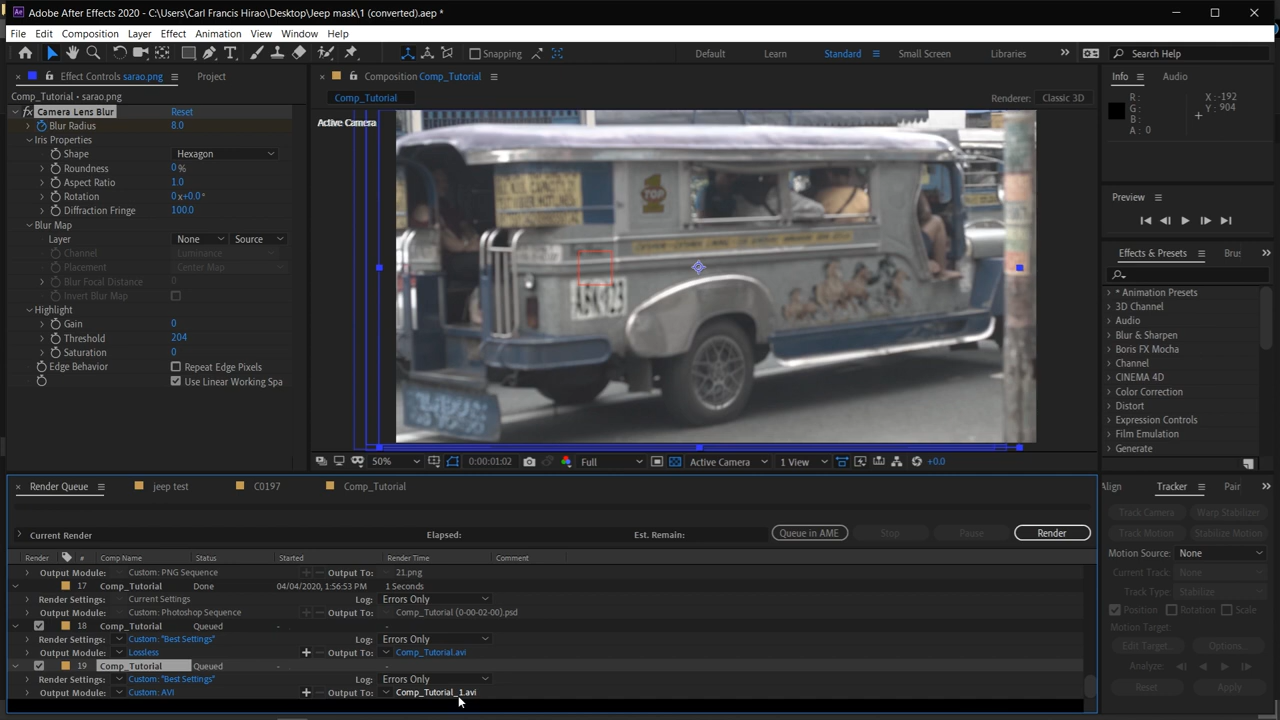 Adobe After Effects 2020 - C:\Users\Carl Francis Hirao\Desktop\Jeep mask\1 (converted).aep *
File Edit Composition Layer Effect Animation View Window Help
Snapping Default Learn Standard Small Screen Libraries Search Help
Effect Controls sarao.png Project
Comp_Tutorial • sarao.png
fx Camera Lens Blur Reset
Blur Radius 8.0
Iris Properties
Shape Hexagon
Roundness 0 %
Aspect Ratio 1.0
Rotation 0 x+0.0°
Diffraction Fringe 100.0
Blur Map
Layer None Source
Channel Luminance
Placement Center Map
Blur Focal Distance 0
Invert Blur Map
Highlight
Gain 0
Threshold 204
Saturation 0
Edge Behavior Repeat Edge Pixels
Use Linear Working Spa
Composition Comp_Tutorial
Comp_Tutorial Renderer: Classic 3D
Active Camera
TOP
1
50% 0:00:01:02 Full Active Camera 1 View +0.0
Info Audio
R: X: -192
G: Y: 904
B:
A: 0
Preview
Effects & Presets Brus
* Animation Presets
3D Channel
Audio
Blur & Sharpen
Boris FX Mocha
Channel
CINEMA 4D
Color Correction
Distort
Expression Controls
Film Emulation
Generate
Render Queue jeep test C0197 Comp_Tutorial
Current Render Elapsed: Est. Remain: Queue in AME Stop Pause Render
Render # Comp Name Status Started Render Time Comment
Output Module: Custom: PNG Sequence Output To: 21.png
17 Comp_Tutorial Done 04/04/2020, 1:56:53 PM 1 Seconds
Render Settings: Current Settings Log: Errors Only
Output Module: Custom: Photoshop Sequence Output To: Comp_Tutorial (0-00-02-00).psd
18 Comp_Tutorial Queued - -
Render Settings: Custom: "Best Settings" Log: Errors Only
Output Module: Lossless Output To: Comp_Tutorial.avi
19 Comp_Tutorial Queued - -
Render Settings: Custom: "Best Settings" Log: Errors Only
Output Module: Custom: AVI Output To: Comp_Tutorial_1.avi
Align Tracker Pair
Track Camera Warp Stabilizer
Track Motion Stabilize Motion
Motion Source: None
Current Track: None
Track Type: Stabilize
Position Rotation Scale
Motion Target:
Edit Target... Options...
Analyze:
Reset Apply